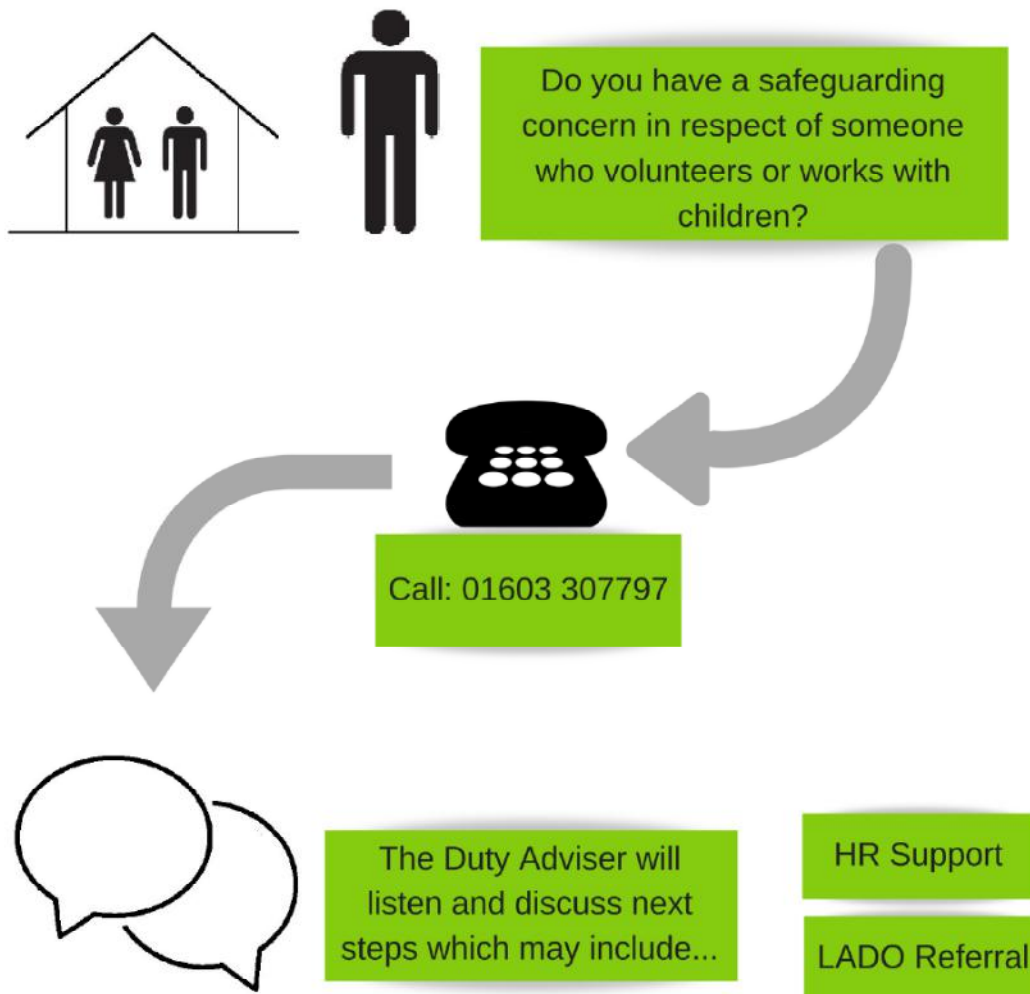 Do you have a safeguarding
concern in respect of someone
who volunteers or works with
children?
Call: 01603 307797
The Duty Adviser will
listen and discuss next
steps which may include...
HR Support
LADO Referral